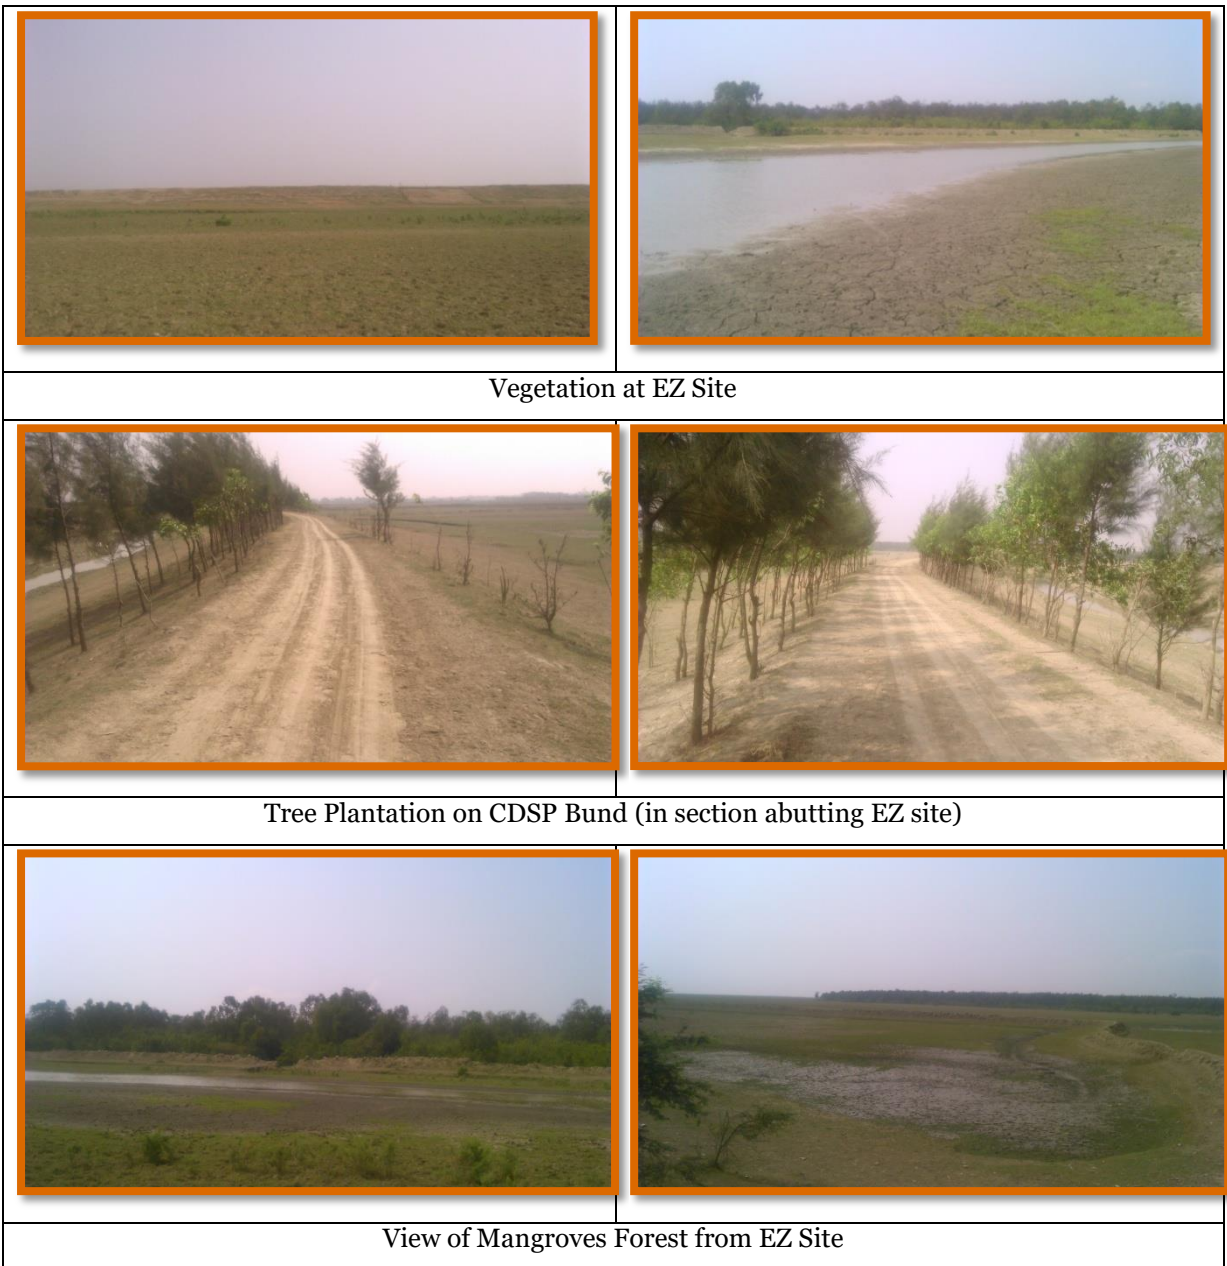 Vegetation at EZ Site
Tree Plantation on CDSP Bund (in section abutting EZ site)
View of Mangroves Forest from EZ Site